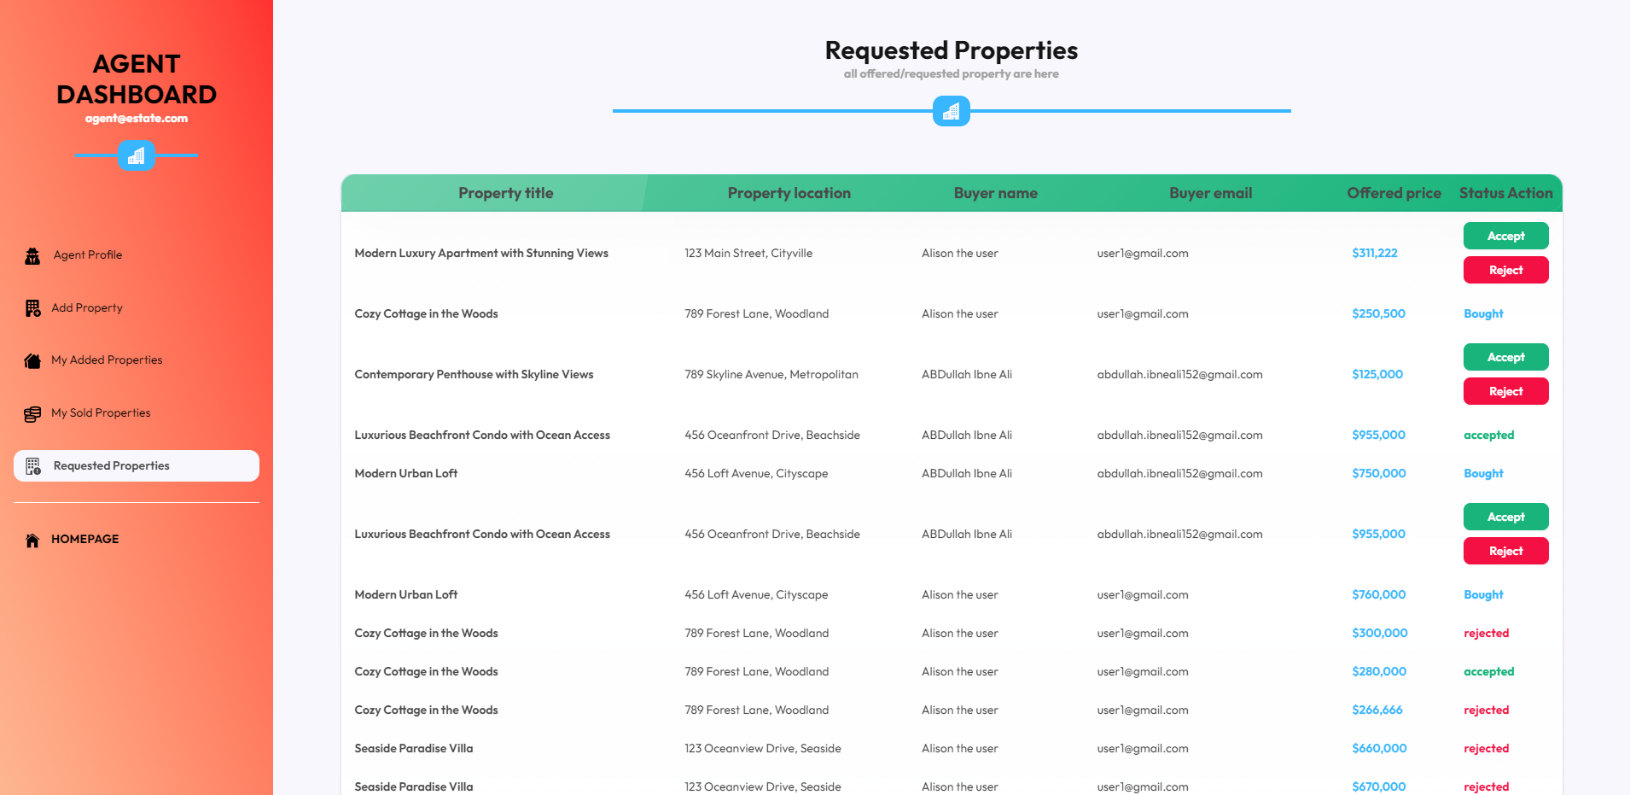 AGENT
DASHBOARD
agent@estate.com
Agent Profile
Add Property
My Added Properties
My Sold Properties
Requested Properties
HOMEPAGE
Requested Properties
all offered/requested property are here
Property title Property location Buyer name Buyer email Offered price Status Action
Modern Luxury Apartment with Stunning Views 123 Main Street, Cityville Alison the user user1@gmail.com $311,222 Accept
Reject
Cozy Cottage in the Woods 789 Forest Lane, Woodland Alison the user user1@gmail.com $250,500 Bought
Contemporary Penthouse with Skyline Views 789 Skyline Avenue, Metropolitan ABDullah Ibne Ali abdullah.ibneali152@gmail.com $125,000 Accept
Reject
Luxurious Beachfront Condo with Ocean Access 456 Oceanfront Drive, Beachside ABDullah Ibne Ali abdullah.ibneali152@gmail.com $955,000 accepted
Modern Urban Loft 456 Loft Avenue, Cityscape ABDullah Ibne Ali abdullah.ibneali152@gmail.com $750,000 Bought
Luxurious Beachfront Condo with Ocean Access 456 Oceanfront Drive, Beachside ABDullah Ibne Ali abdullah.ibneali152@gmail.com $955,000 Accept
Reject
Modern Urban Loft 456 Loft Avenue, Cityscape Alison the user user1@gmail.com $760,000 Bought
Cozy Cottage in the Woods 789 Forest Lane, Woodland Alison the user user1@gmail.com $300,000 rejected
Cozy Cottage in the Woods 789 Forest Lane, Woodland Alison the user user1@gmail.com $280,000 accepted
Cozy Cottage in the Woods 789 Forest Lane, Woodland Alison the user user1@gmail.com $266,666 rejected
Seaside Paradise Villa 123 Oceanview Drive, Seaside Alison the user user1@gmail.com $660,000 rejected
Seaside Paradise Villa 123 Oceanview Drive, Seaside Alison the user user1@gmail.com $670,000 rejected